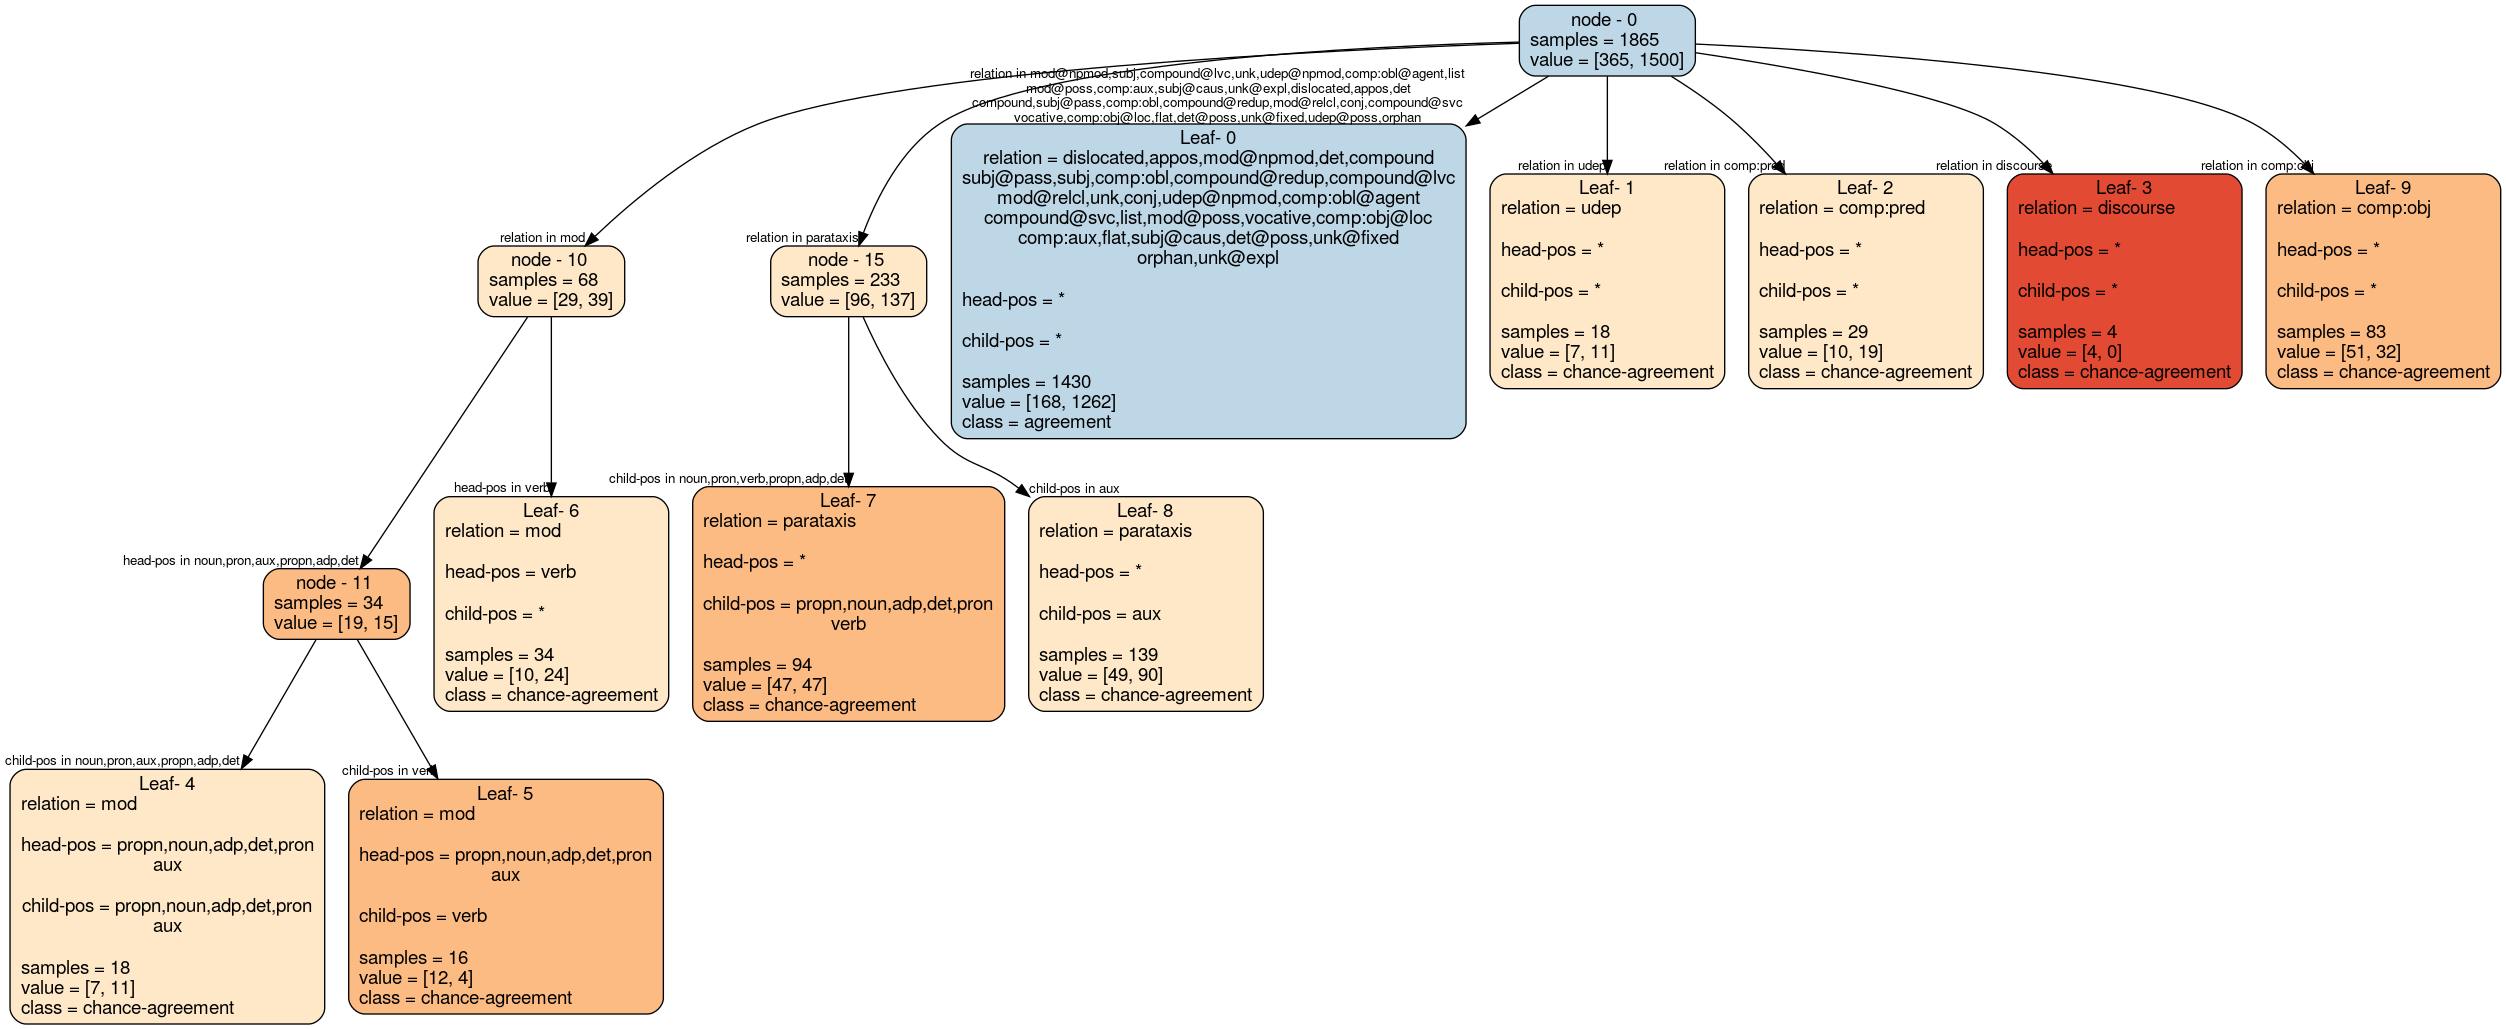 node - 0
samples = 1865
value = [365, 1500]
relation in mod@npmod,subj,compound@lvc,unk,udep@npmod,comp:obl@agent,list
mod@poss,comp:aux,subj@caus,unk@expl,dislocated,appos,det
compound,subj@pass,comp:obl,compound@redup,mod@relcl,conj,compound@svc
vocative,comp:obj@loc,flat,det@poss,unk@fixed,udep@poss,orphan
Leaf- 0
relation = dislocated,appos,mod@npmod,det,compound
subj@pass,subj,comp:obl,compound@redup,compound@lvc
mod@relcl,unk,conj,udep@npmod,comp:obl@agent
compound@svc,list,mod@poss,vocative,comp:obj@loc
comp:aux,flat,subj@caus,det@poss,unk@fixed
orphan,unk@expl
head-pos = *
child-pos = *
samples = 1430
value = [168, 1262]
class = agreement
relation in udep
Leaf- 1
relation = udep
head-pos = *
child-pos = *
samples = 18
value = [7, 11]
class = chance-agreement
relation in comp:pred
Leaf- 2
relation = comp:pred
head-pos = *
child-pos = *
samples = 29
value = [10, 19]
class = chance-agreement
relation in discourse
Leaf- 3
relation = discourse
head-pos = *
child-pos = *
samples = 4
value = [4, 0]
class = chance-agreement
relation in comp:obj
Leaf- 9
relation = comp:obj
head-pos = *
child-pos = *
samples = 83
value = [51, 32]
class = chance-agreement
relation in mod
node - 10
samples = 68
value = [29, 39]
relation in parataxis
node - 15
samples = 233
value = [96, 137]
head-pos in verb
Leaf- 6
relation = mod
head-pos = verb
child-pos = *
samples = 34
value = [10, 24]
class = chance-agreement
child-pos in noun,pron,verb,propn,adp,det
Leaf- 7
relation = parataxis
head-pos = *
child-pos = propn,noun,adp,det,pron
verb
samples = 94
value = [47, 47]
class = chance-agreement
child-pos in aux
Leaf- 8
relation = parataxis
head-pos = *
child-pos = aux
samples = 139
value = [49, 90]
class = chance-agreement
head-pos in noun,pron,aux,propn,adp,det
node - 11
samples = 34
value = [19, 15]
child-pos in noun,pron,aux,propn,adp,det
Leaf- 4
relation = mod
head-pos = propn,noun,adp,det,pron
aux
child-pos = propn,noun,adp,det,pron
aux
samples = 18
value = [7, 11]
class = chance-agreement
child-pos in verb
Leaf- 5
relation = mod
head-pos = propn,noun,adp,det,pron
aux
child-pos = verb
samples = 16
value = [12, 4]
class = chance-agreement